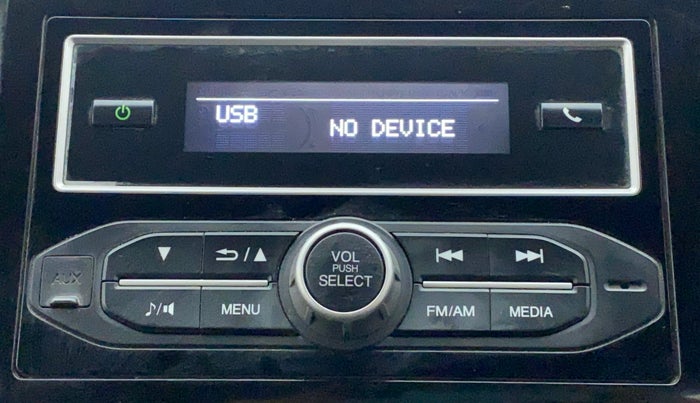 USB
NO DEVICE
VOL
PUSH
SELECT
AUX
MENU
FM/AM
MEDIA